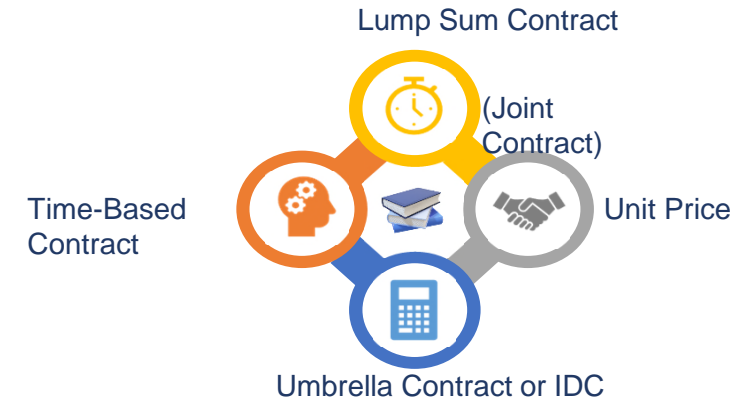 Lump Sum Contract
(Joint
Contract)
Time-Based
Contract
Unit Price
Umbrella Contract or IDC